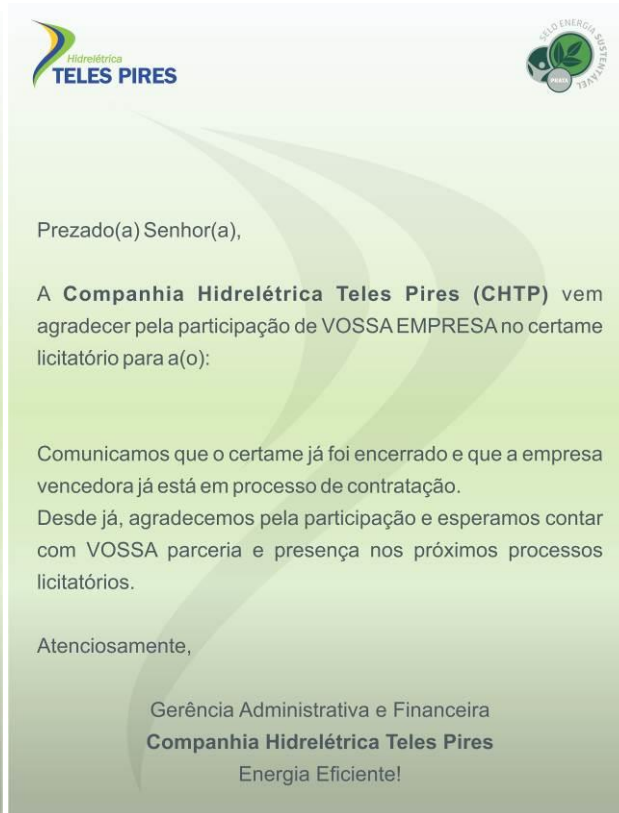 Hidrelétrica
TELES PIRES
SELO ENERGIA SUSTENTÁVEL
Prezado(a) Senhor(a),
A Companhia Hidrelétrica Teles Pires (CHTP) vem
agradecer pela participação de VOSSA EMPRESA no certame
licitatório para a(o):
Comunicamos que o certame já foi encerrado e que a empresa
vencedora já está em processo de contratação.
Desde já, agradecemos pela participação e esperamos contar
com VOSSA parceria e presença nos próximos processos
licitatórios.
Atenciosamente,
Gerência Administrativa e Financeira
Companhia Hidrelétrica Teles Pires
Energia Eficiente!